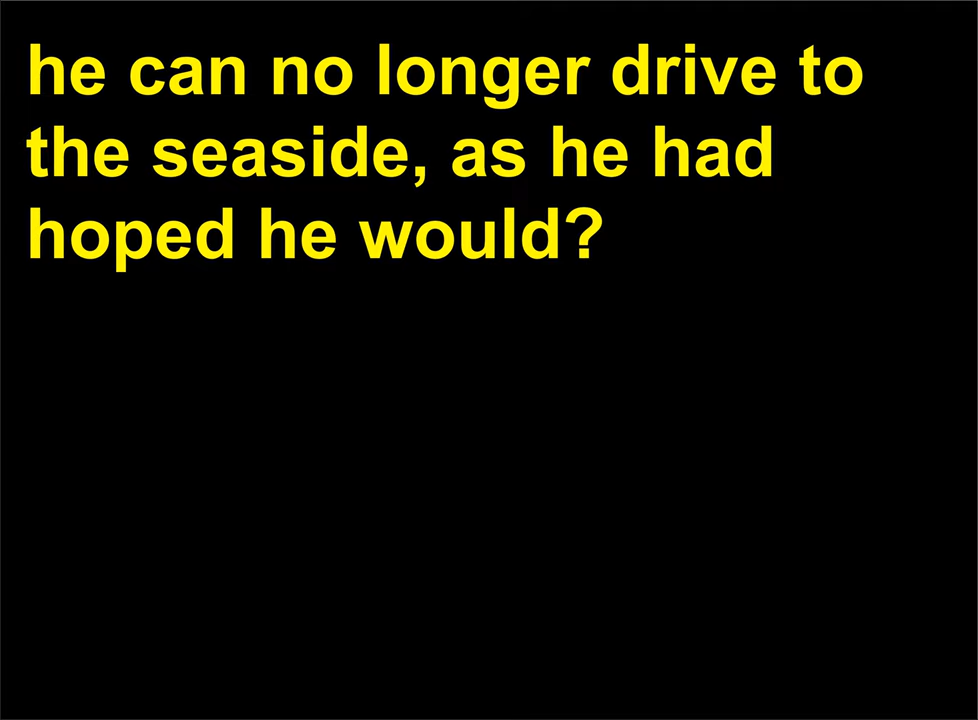 he can no longer drive to
the seaside, as he had
hoped he would?